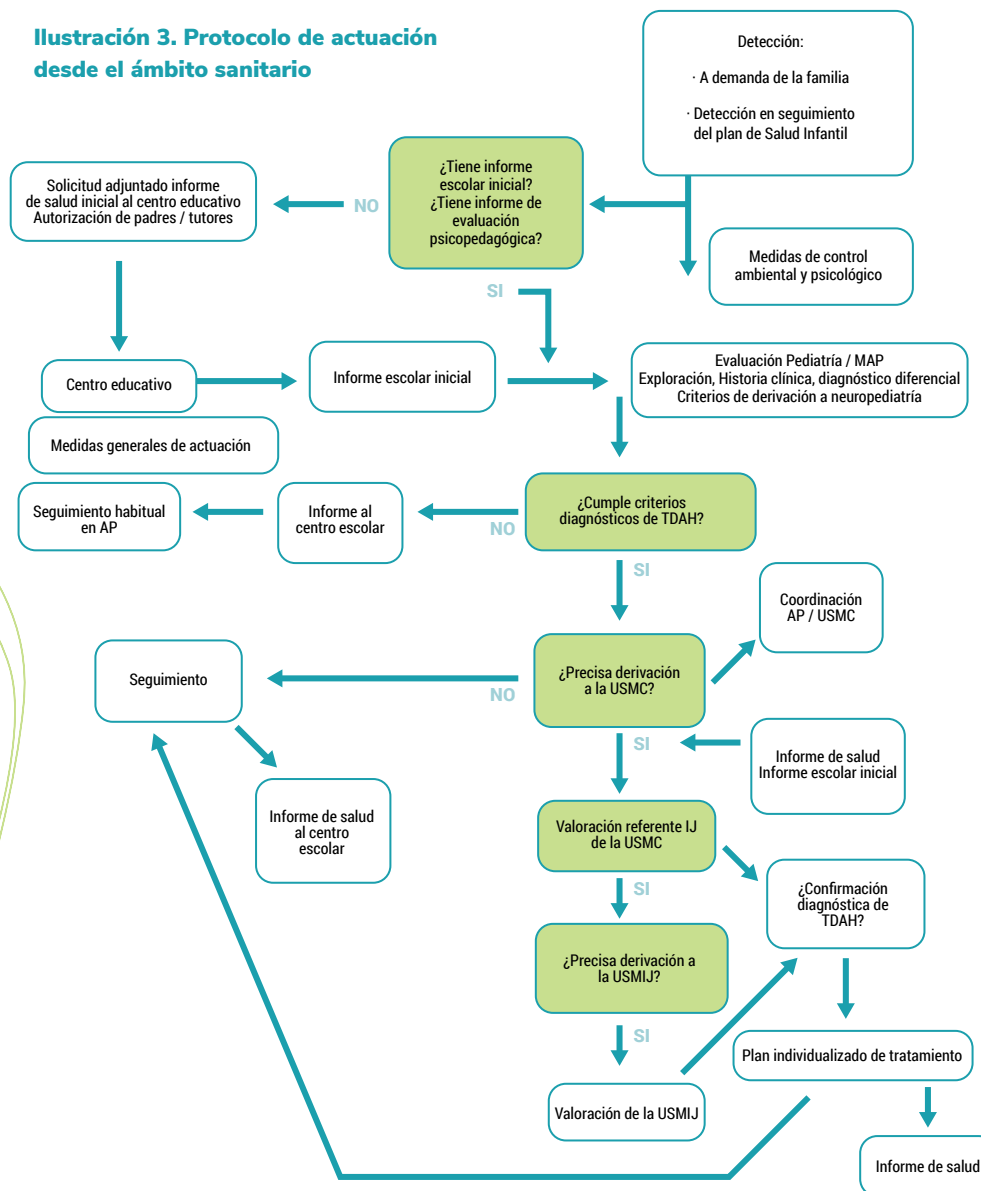 Ilustración 3. Protocolo de actuación
desde el ámbito sanitario
Detección:
· A demanda de la familia
· Detección en seguimiento
del plan de Salud Infantil
¿Tiene informe
escolar inicial?
¿Tiene informe de
evaluación
psicopedagógica?
NO
Solicitud adjuntado informe
de salud inicial al centro educativo
Autorización de padres / tutores
Medidas de control
ambiental y psicológico
SI
Centro educativo
Informe escolar inicial
Evaluación Pediatría / MAP
Exploración, Historia clínica, diagnóstico diferencial
Criterios de derivación a neuropediatría
Medidas generales de actuación
¿Cumple criterios
diagnósticos de TDAH?
NO
Informe al
centro escolar
Seguimiento habitual
en AP
SI
Coordinación
AP / USMC
¿Precisa derivación
a la USMC?
NO
Seguimiento
SI
Informe de salud
Informe escolar inicial
Informe de salud
al centro
escolar
Valoración referente IJ
de la USMC
SI
¿Confirmación
diagnóstica de
TDAH?
¿Precisa derivación a
la USMIJ?
SI
Plan individualizado de tratamiento
Valoración de la USMIJ
Informe de salud